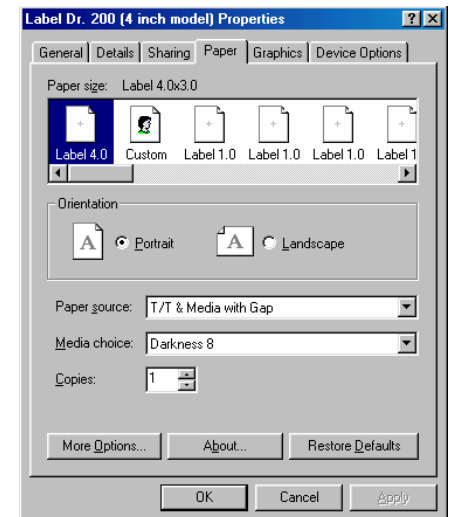 Label Dr. 200 (4 inch model) Properties
General Details Sharing Paper Graphics Device Options
Paper size: Label 4.0x3.0
Label 4.0 Custom Label 1.0 Label 1.0 Label 1.0 Label 1
Orientation
A Portrait A Landscape
Paper source: T/T & Media with Gap
Media choice: Darkness 8
Copies: 1
More Options... About... Restore Defaults
OK Cancel Apply